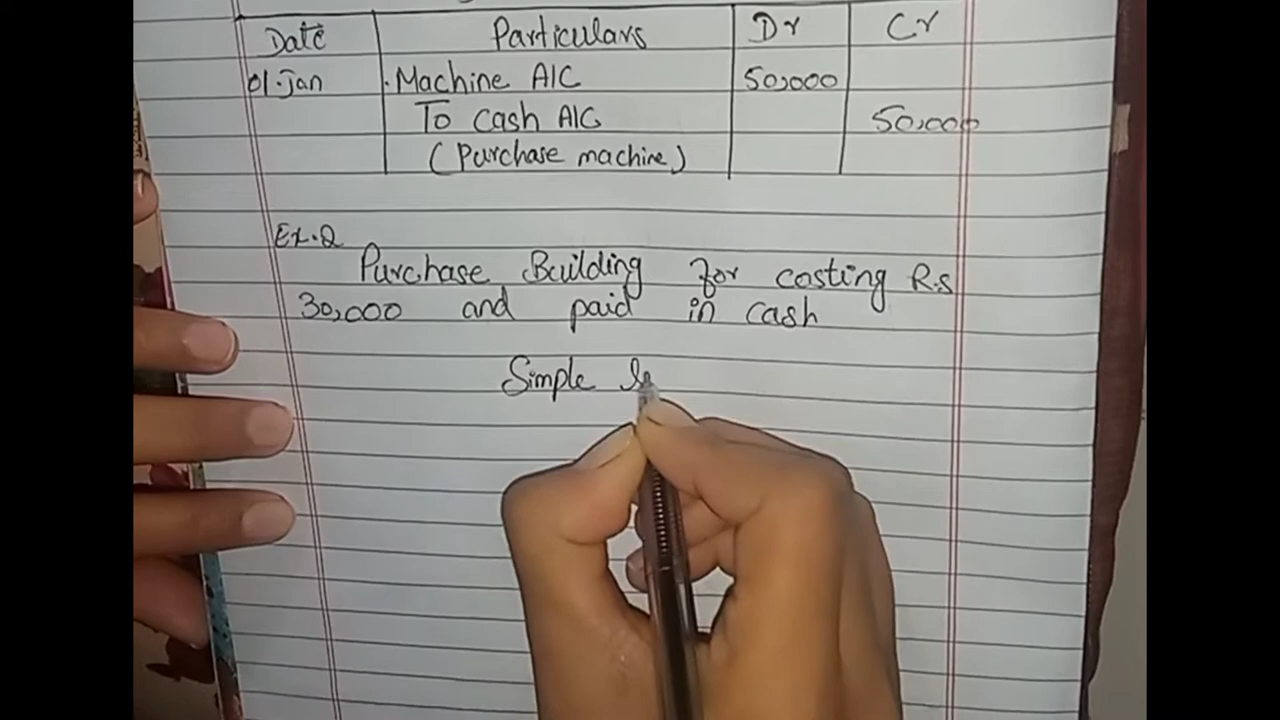 Date Particulars Dr Cr
01.Jan Machine A/C 50,000
To cash A/C 50,000
(Purchase machine)
Ex.2
Purchase Building for costing R.s
30,000 and paid in cash
Simple